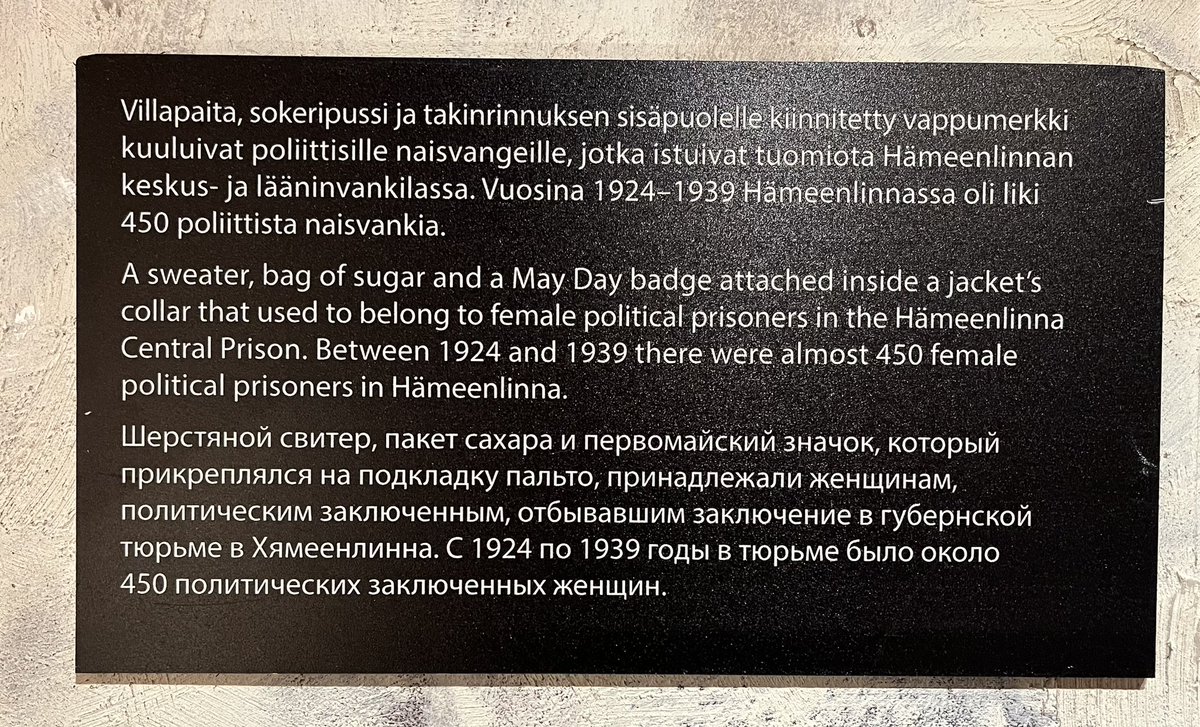 Villapaita, sokeripussi ja takinrinnuksen sisäpuolelle kiinnitetty vappumerkki
kuuluivat poliittisille naisvangeille, jotka istuivat tuomiota Hämeenlinnan
keskus- ja lääninvankilassa. Vuosina 1924–1939 Hämeenlinnassa oli liki
450 poliittista naisvankia.
A sweater, bag of sugar and a May Day badge attached inside a jacket's
collar that used to belong to female political prisoners in the Hämeenlinna
Central Prison. Between 1924 and 1939 there were almost 450 female
political prisoners in Hämeenlinna.
Шерстяной свитер, пакет сахара и первомайский значок, который
прикреплялся на подкладку пальто, принадлежали женщинам,
политическим заключенным, отбывавшим заключение в губернской
тюрьме в Хямеенлинна. С 1924 по 1939 годы в тюрьме было около
450 политических заключенных женщин.